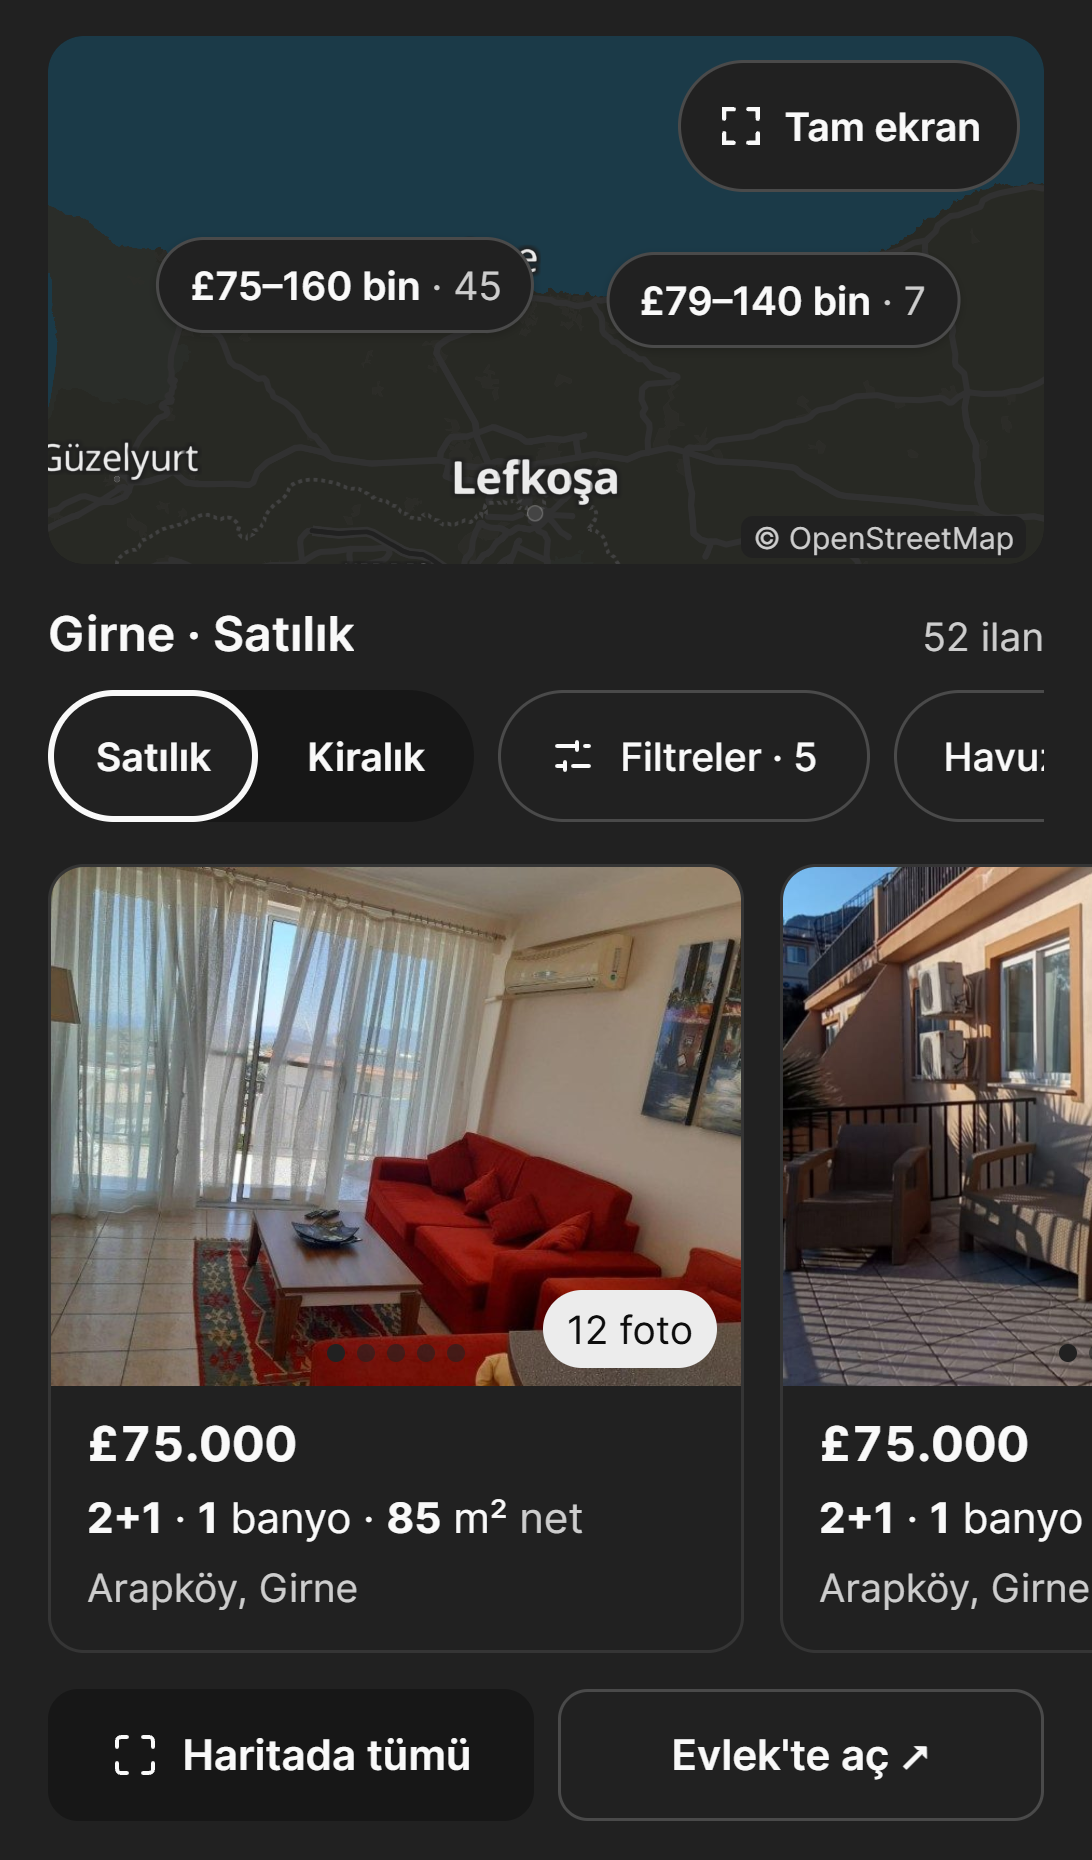 Tam ekran
£75–160 bin · 45
£79–140 bin · 7
Güzelyurt
Lefkoşa
© OpenStreetMap
Girne · Satılık
52 ilan
Satılık
Kiralık
Filtreler · 5
12 foto
£75.000
2+1 · 1 banyo · 85 m² net
Arapköy, Girne
£75.000
2+1 · 1 banyo
Arapköy, Girne
Haritada tümü
Evlek'te aç ↗